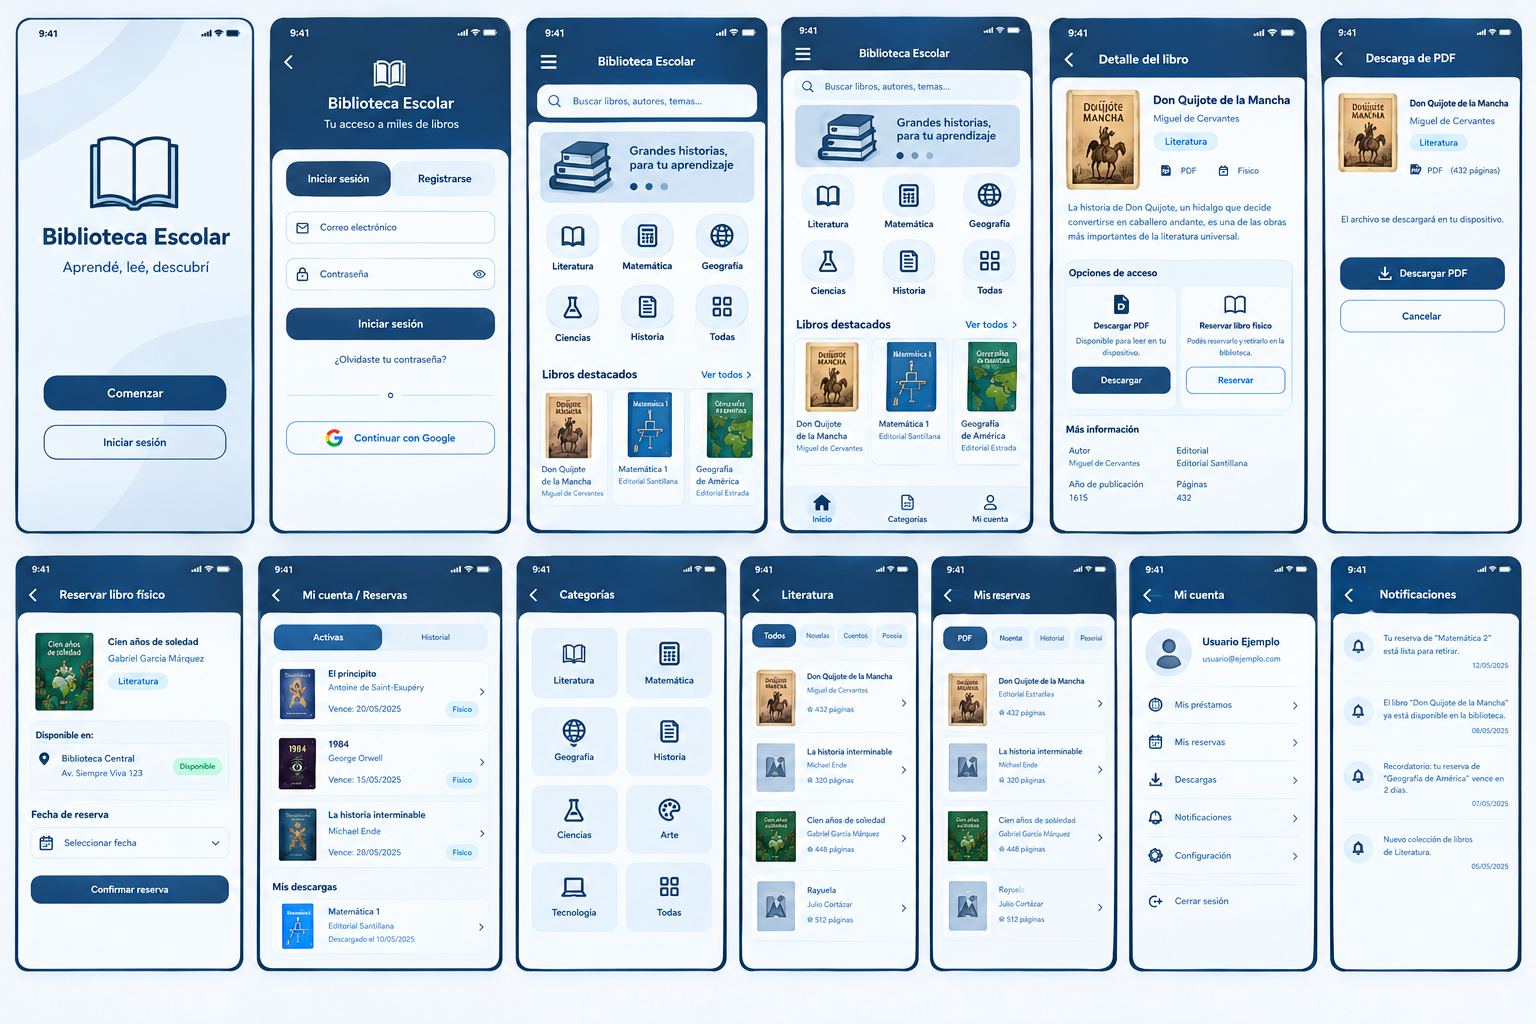 9:41
Biblioteca Escolar
Aprendé, leé, descubrí
Comenzar
Iniciar sesión
9:41
Biblioteca Escolar
Tu acceso a miles de libros
Iniciar sesión
Registrarse
Correo electrónico
Contraseña
Iniciar sesión
¿Olvidaste tu contraseña?
o
Continuar con Google
9:41
Biblioteca Escolar
Buscar libros, autores, temas...
Grandes historias,
para tu aprendizaje
Literatura
Matemática
Geografía
Ciencias
Historia
Todas
Libros destacados
Ver todos
MANCHA
Matemática 1
Don Quijote
de la Mancha
Miguel de Cervantes
Matemática 1
Editorial Santillana
Geografía
de América
Editorial Estrada
9:41
Biblioteca Escolar
Buscar libros, autores, temas...
Grandes historias,
para tu aprendizaje
Literatura
Matemática
Geografía
Ciencias
Historia
Todas
Libros destacados
Ver todos
MANCHA
Matemática 1
Don Quijote
de la Mancha
Miguel de Cervantes
Matemática 1
Editorial Santillana
Geografía
de América
Editorial Estrada
Inicio
Categorías
Mi cuenta
9:41
Detalle del libro
MANCHA
Don Quijote de la Mancha
Miguel de Cervantes
Literatura
PDF
Físico
La historia de Don Quijote, un hidalgo que decide
convertirse en caballero andante, es una de las obras
más importantes de la literatura universal.
Opciones de acceso
Descargar PDF
Disponible para leer en tu
dispositivo.
Descargar
Reservar libro físico
Podés reservarlo y retirarlo en la
biblioteca.
Reservar
Más información
Autor
Miguel de Cervantes
Editorial
Editorial Santillana
Año de publicación
1615
Páginas
432
9:41
Descarga de PDF
MANCHA
Don Quijote de la Mancha
Miguel de Cervantes
Literatura
PDF (432 páginas)
El archivo se descargará en tu dispositivo.
Descargar PDF
Cancelar
9:41
Reservar libro físico
Cien años
de soledad
Cien años de soledad
Gabriel García Márquez
Literatura
Disponible en:
Biblioteca Central
Av. Siempre Viva 123
Disponible
Fecha de reserva
Seleccionar fecha
Confirmar reserva
9:41
Mi cuenta / Reservas
Activas
Historial
El principito
Antoine de Saint-Exupéry
Vence: 20/05/2025
Físico
1984
1984
George Orwell
Vence: 15/05/2025
Físico
La historia interminable
Michael Ende
Vence: 28/05/2025
Físico
Mis descargas
Matemática 1
Editorial Santillana
Descargado el 10/05/2025
9:41
Categorías
Literatura
Matemática
Geografía
Historia
Ciencias
Arte
Tecnología
Todas
9:41
Literatura
Todos
Novelas
Cuentos
Poesía
MANCHA
Don Quijote de la Mancha
Miguel de Cervantes
432 páginas
La historia interminable
Michael Ende
320 páginas
Cien años de soledad
Gabriel García Márquez
448 páginas
Rayuela
Julio Cortázar
512 páginas
9:41
Mis reservas
PDF
Historial
Don Quijote de la Mancha
432 páginas
La historia interminable
Michael Ende
320 páginas
Cien años de soledad
Gabriel García Márquez
448 páginas
Rayuela
Julio Cortázar
512 páginas
9:41
Mi cuenta
Usuario Ejemplo
usuario@ejemplo.com
Mis préstamos
Mis reservas
Descargas
Notificaciones
Configuración
Cerrar sesión
9:41
Notificaciones
Tu reserva de "Matemática 2"
está lista para retirar.
12/05/2025
El libro "Don Quijote de la Mancha"
ya está disponible en la biblioteca.
08/05/2025
Recordatorio: tu reserva de
"Geografía de América" vence en
2 días.
07/05/2025
Nuevo colección de libros
de Literatura.
05/05/2025